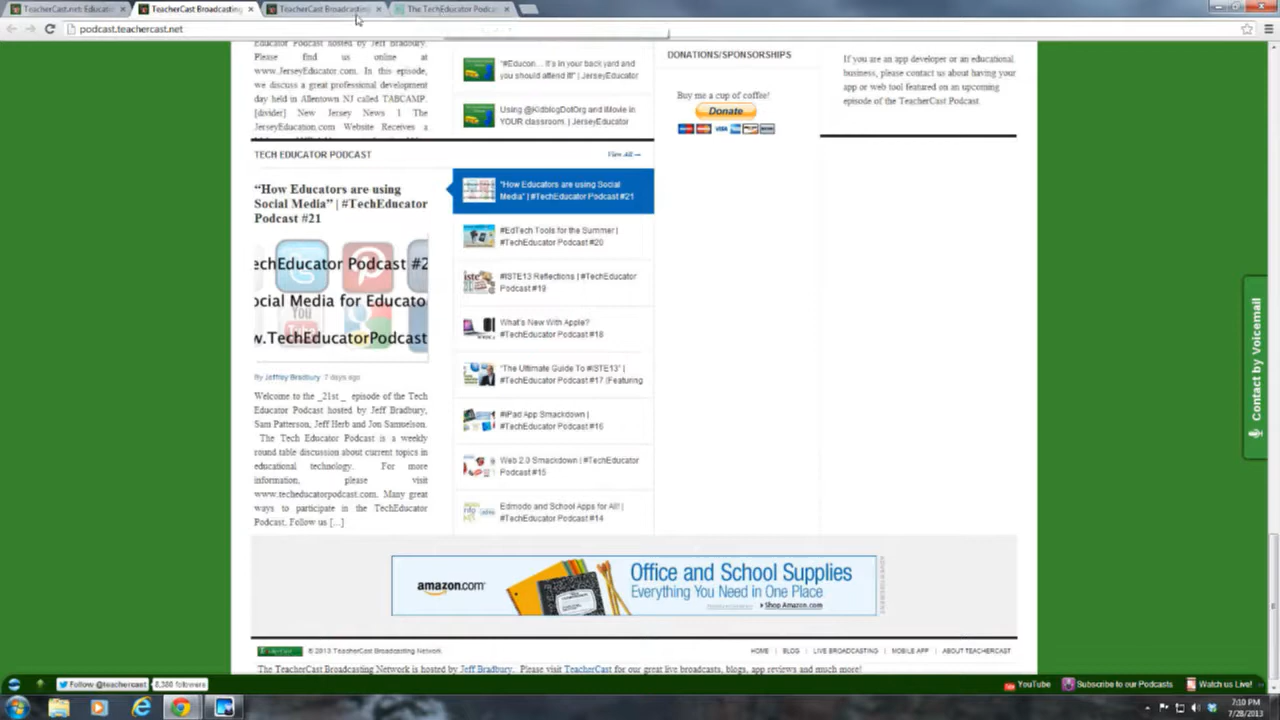 TeacherCast.net: Educati
TeacherCast Broadcasting
TeacherCast Broadcasting
The TechEducator Podcas
podcast.teachercast.net
Educator Podcast hosted by Jeff Bradbury.
Please find us online at
www.JerseyEducator.com. In this episode,
we discuss a great professional development
day held in Allentown NJ called TABCAMP.
[divider] New Jersey News 1 The
JerseyEducation.com Website Receives a
"#Educon... It's in your back yard and
you should attend it!" | JerseyEducator
Using @KidblogDotOrg and iMovie in
YOUR classroom. | JerseyEducator
DONATIONS/SPONSORSHIPS
Buy me a cup of coffee!
Donate
VISA
If you are an app developer or an educational
business, please contact us about having your
app or web tool featured on an upcoming
episode of the TeacherCast Podcast.
TECH EDUCATOR PODCAST
View All
“How Educators are using
Social Media” | #TechEducator
Podcast #21
echEducator Podcast #2
ocial Media for Educato
w.TechEducatorPodcast
You
Tube
By Jeffrey Bradbury 7 days ago
Welcome to the _21st_ episode of the Tech
Educator Podcast hosted by Jeff Bradbury,
Sam Patterson, Jeff Herb and Jon Samuelson.
The Tech Educator Podcast is a weekly
round table discussion about current topics in
educational technology. For more
information, please visit
www.techeducatorpodcast.com. Many great
ways to participate in the TechEducator
Podcast. Follow us [...]
"How Educators are using Social
Media" | #TechEducator Podcast #21
#EdTech Tools for the Summer |
#TechEducator Podcast #20
#ISTE13 Reflections | #TechEducator
Podcast #19
What's New With Apple?
#TechEducator Podcast #18
"The Ultimate Guide To #ISTE13" |
#TechEducator Podcast #17 (Featuring
#iPad App Smackdown |
#TechEducator Podcast #16
Web 2.0 Smackdown | #TechEducator
Podcast #15
Edmodo and School Apps for All! |
#TechEducator Podcast #14
Contact by Voicemail
amazon.com
Office and School Supplies
Everything You Need in One Place
Shop Amazon.com
© 2013 TeacherCast Broadcasting Network.
HOME | BLOG | LIVE BROADCASTING | MOBILE APP | ABOUT TEACHERCAST
The TeacherCast Broadcasting Network is hosted by Jeff Bradbury. Please visit TeacherCast for our great live broadcasts, blogs, app reviews and much more!
Follow @teachercast
8,380 followers
YouTube
Subscribe to our Podcasts
Watch us Live!
7:10 PM
7/28/2013